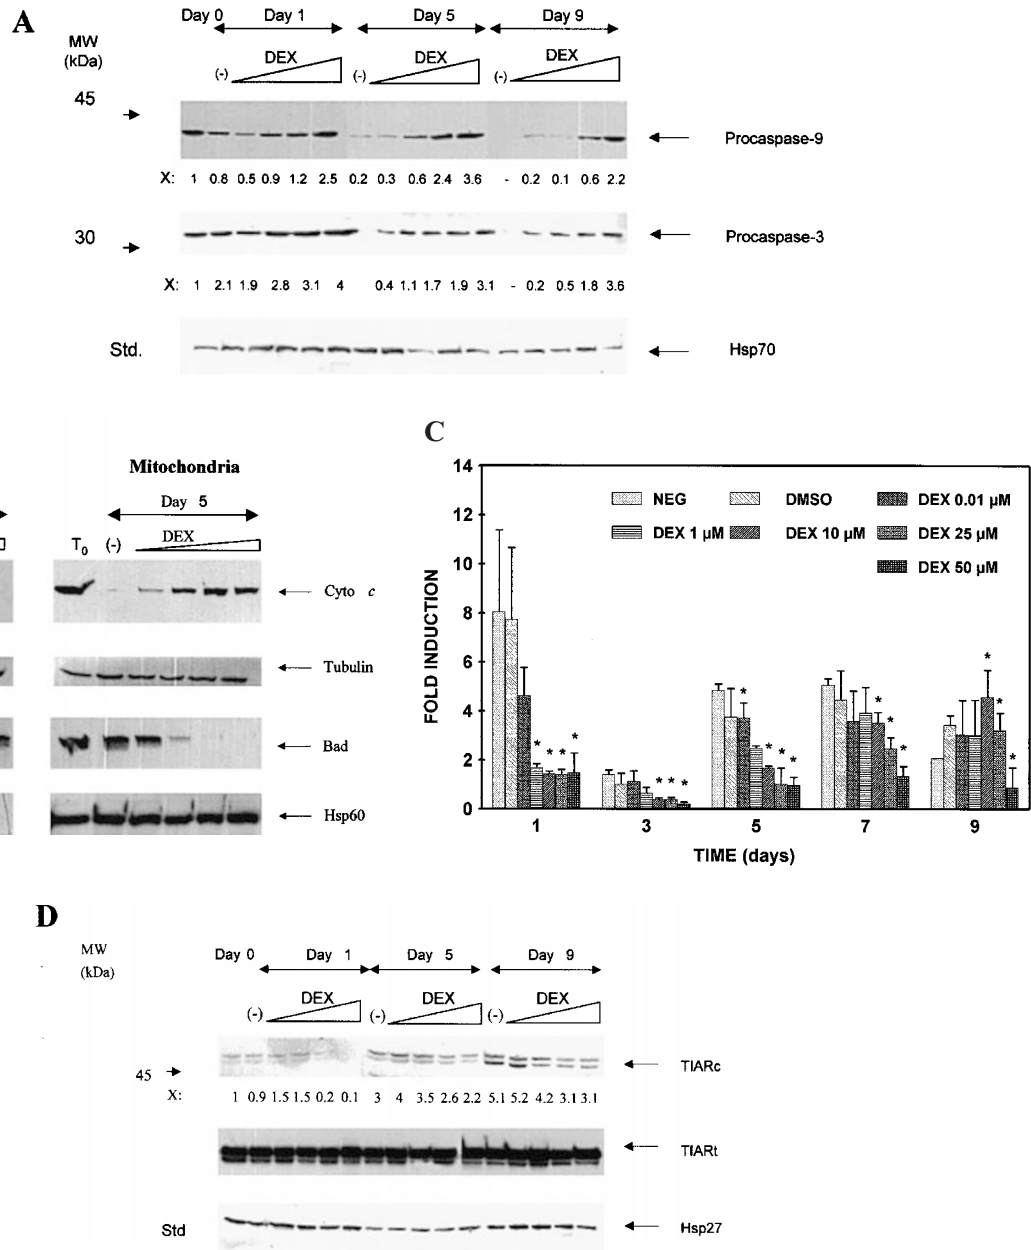 A
Day 0 Day 1 Day 5 Day 9
MW
(kDa)
DEX DEX DEX
(-) (-) (-)
45
Procaspase-9
X: 1 0.8 0.5 0.9 1.2 2.5 0.2 0.3 0.6 2.4 3.6 - 0.2 0.1 0.6 2.2
30
Procaspase-3
X: 1 2.1 1.9 2.8 3.1 4 0.4 1.1 1.7 1.9 3.1 - 0.2 0.5 1.8 3.6
Std.
Hsp70
Mitochondria
Day 5
DEX
T0 (-)
Cyto c
Tubulin
Bad
Hsp60
C
14
12
10
8
6
4
2
0
FOLD INDUCTION
NEG DMSO DEX 0.01 µM
DEX 1 µM DEX 10 µM DEX 25 µM
DEX 50 µM
* * * *
* * *
* * * *
* * *
* * *
1 3 5 7 9
TIME (days)
D
MW
(kDa)
Day 0 Day 1 Day 5 Day 9
DEX DEX DEX
(-) (-) (-)
45
TIARc
X: 1 0.9 1.5 1.5 0.2 0.1 3 4 3.5 2.6 2.2 5.1 5.2 4.2 3.1 3.1
TIARt
Std
Hsp27